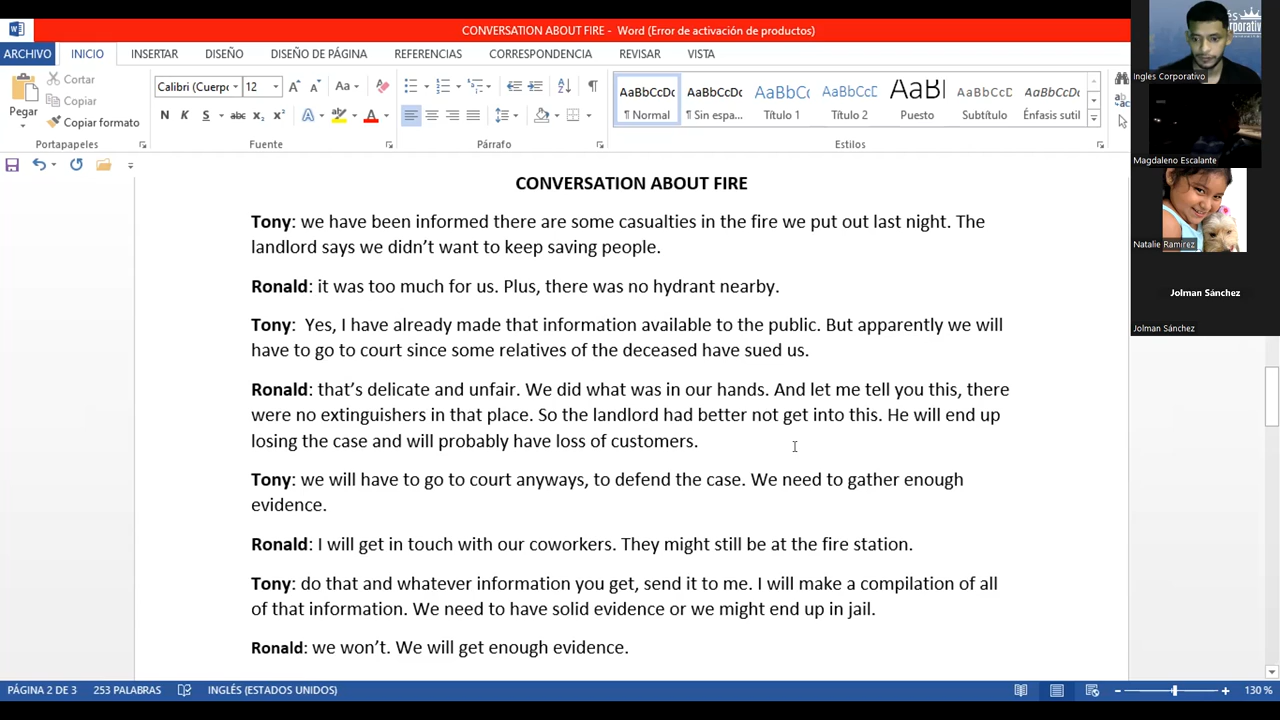 CONVERSATION ABOUT FIRE - Word (Error de activación de productos)
ARCHIVO INICIO INSERTAR DISEÑO DISEÑO DE PÁGINA REFERENCIAS CORRESPONDENCIA REVISAR VISTA
Pegar
Cortar
Copiar
Copiar formato
Portapapeles
Calibri (Cuerpo 12
N K S abc x₂ x²
Fuente
Párrafo
AaBbCcDc AaBbCcDc AaBbCc AaBbCcD AaBb AaBbCcD AaBbCcDc
¶ Normal ¶ Sin espa... Título 1 Título 2 Puesto Subtítulo Énfasis sutil
Estilos
Ingles Corporativo
Magdaleno Escalante
Natalie Ramirez
Jolman Sánchez
Jolman Sánchez
CONVERSATION ABOUT FIRE
Tony: we have been informed there are some casualties in the fire we put out last night. The
landlord says we didn’t want to keep saving people.
Ronald: it was too much for us. Plus, there was no hydrant nearby.
Tony: Yes, I have already made that information available to the public. But apparently we will
have to go to court since some relatives of the deceased have sued us.
Ronald: that’s delicate and unfair. We did what was in our hands. And let me tell you this, there
were no extinguishers in that place. So the landlord had better not get into this. He will end up
losing the case and will probably have loss of customers.
Tony: we will have to go to court anyways, to defend the case. We need to gather enough
evidence.
Ronald: I will get in touch with our coworkers. They might still be at the fire station.
Tony: do that and whatever information you get, send it to me. I will make a compilation of all
of that information. We need to have solid evidence or we might end up in jail.
Ronald: we won’t. We will get enough evidence.
PÁGINA 2 DE 3 253 PALABRAS INGLÉS (ESTADOS UNIDOS) 130 %